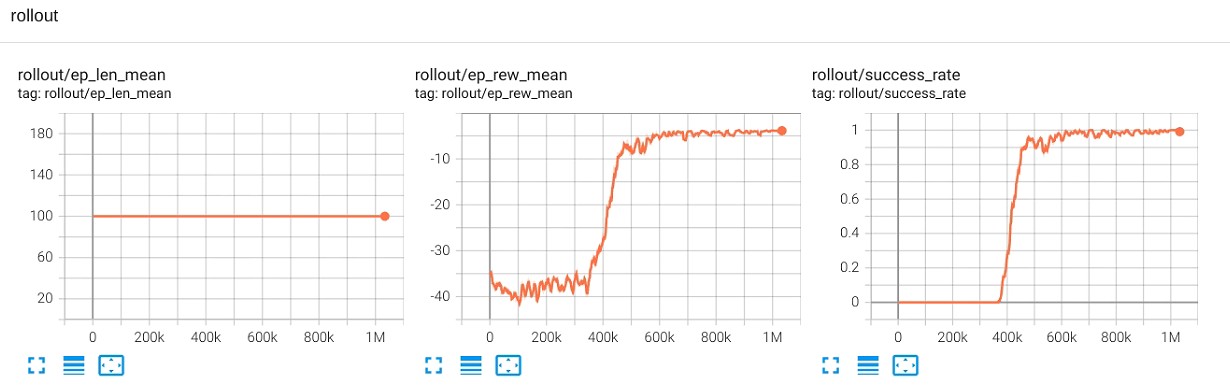 rollout
rollout/ep_len_mean
tag: rollout/ep_len_mean
180
140
100
60
20
0 200k 400k 600k 800k 1M
rollout/ep_rew_mean
tag: rollout/ep_rew_mean
-10
-20
-30
-40
0 200k 400k 600k 800k 1M
rollout/success_rate
tag: rollout/success_rate
1
0.8
0.6
0.4
0.2
0
0 200k 400k 600k 800k 1M